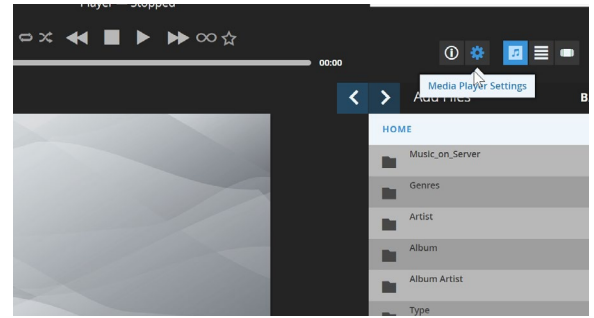 Player Stopped
00:00
Media Player Settings
Add Files
HOME
Music_on_Server
Genres
Artist
Album
Album Artist
Type